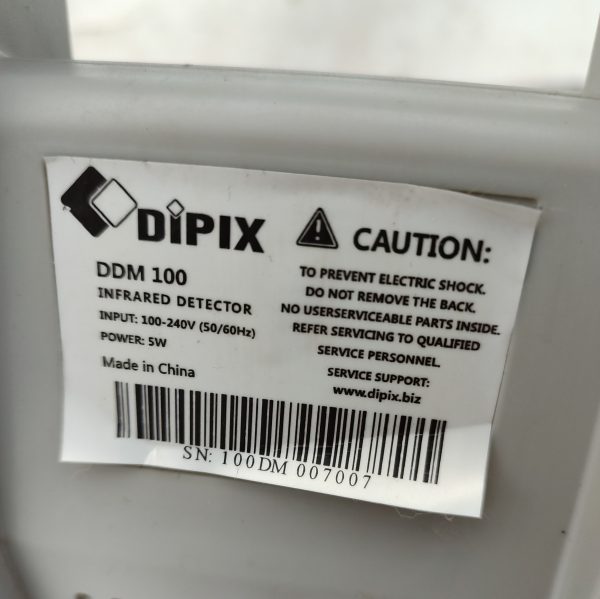 DiPIX
DDM 100
INFRARED DETECTOR
INPUT: 100-240V (50/60Hz)
POWER: 5W
Made in China
CAUTION:
TO PREVENT ELECTRIC SHOCK.
DO NOT REMOVE THE BACK.
NO USERSERVICEABLE PARTS INSIDE.
REFER SERVICING TO QUALIFIED
SERVICE PERSONNEL.
SERVICE SUPPORT:
www.dipix.biz
SN: 100DM 007007